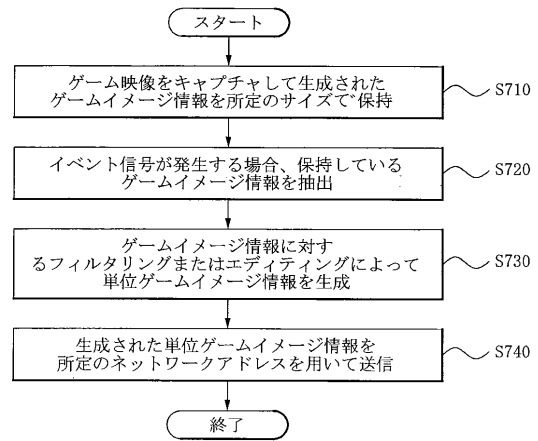 スタート
ゲーム映像をキャプチャして生成された
ゲームイメージ情報を所定のサイズで保持
S710
イベント信号が発生する場合、保持している
ゲームイメージ情報を抽出
S720
ゲームイメージ情報に対す
るフィルタリングまたはエディティングによって
単位ゲームイメージ情報を生成
S730
生成された単位ゲームイメージ情報を
所定のネットワークアドレスを用いて送信
S740
終了